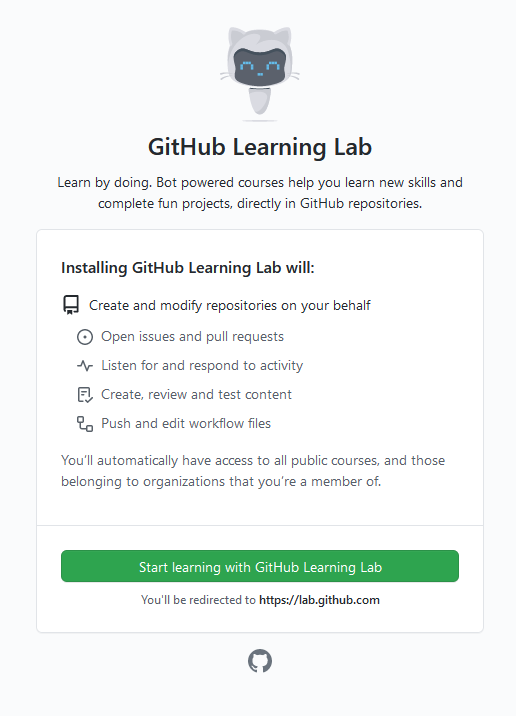 GitHub Learning Lab
Learn by doing. Bot powered courses help you learn new skills and
complete fun projects, directly in GitHub repositories.
Installing GitHub Learning Lab will:
Create and modify repositories on your behalf
Open issues and pull requests
Listen for and respond to activity
Create, review and test content
Push and edit workflow files
You’ll automatically have access to all public courses, and those
belonging to organizations that you’re a member of.
Start learning with GitHub Learning Lab
You’ll be redirected to https://lab.github.com